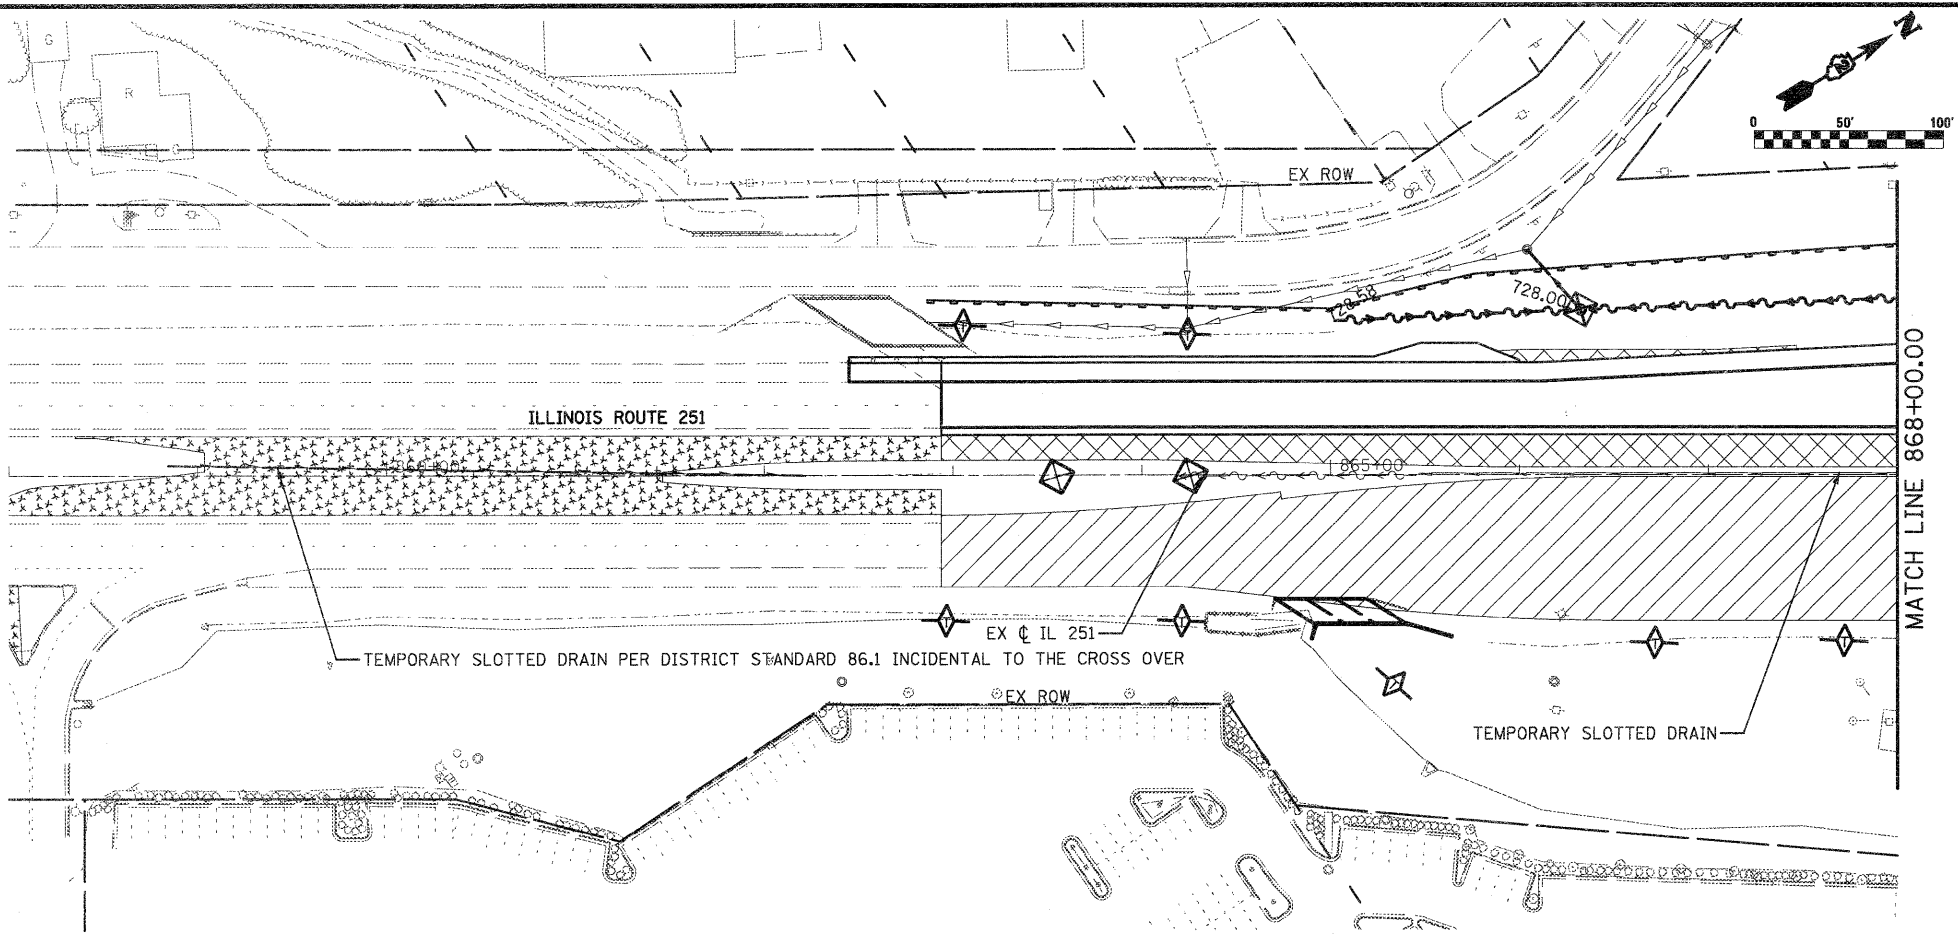 G
R
N
0 50' 100'
EX ROW
728.00
ILLINOIS ROUTE 251
865+00
MATCH LINE 868+00.00
EX ℄ IL 251
TEMPORARY SLOTTED DRAIN PER DISTRICT STANDARD 86.1 INCIDENTAL TO THE CROSS OVER
EX ROW
TEMPORARY SLOTTED DRAIN